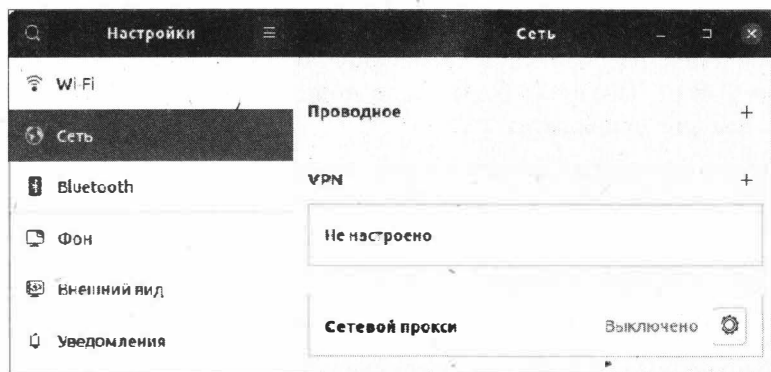 Настройки
Сеть
Wi-Fi
Сеть
Bluetooth
Фон
Внешний вид
Уведомления
Проводное
VPN
Не настроено
Сетевой прокси
Выключено